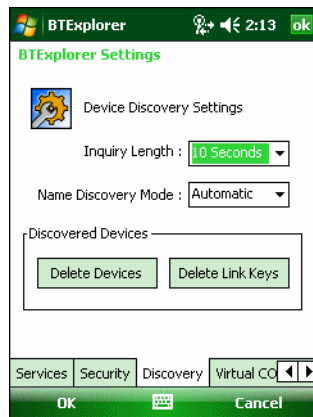 BTExplorer 2:13 ok
BTExplorer Settings
Device Discovery Settings
Inquiry Length : 10 Seconds
Name Discovery Mode : Automatic
Discovered Devices
Delete Devices Delete Link Keys
Services Security Discovery Virtual CO
OK Cancel